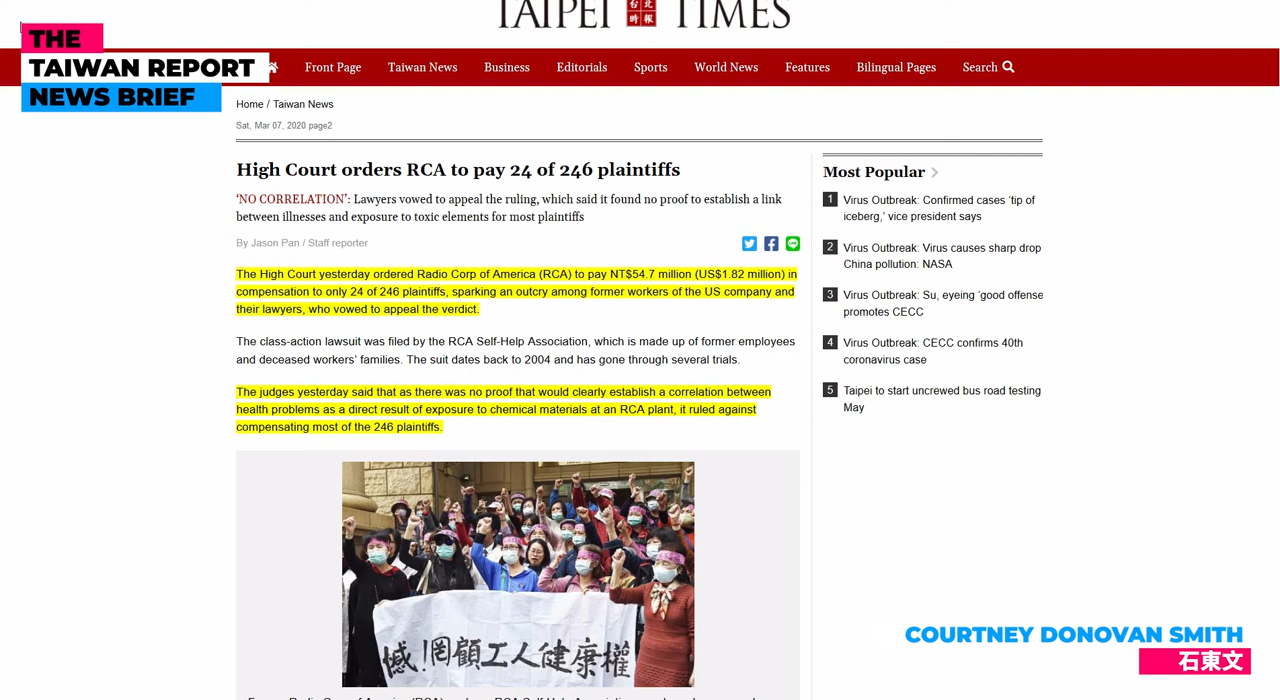 TAIPEI 台北時報 TIMES
THE
TAIWAN REPORT
NEWS BRIEF
Front Page
Taiwan News
Business
Editorials
Sports
World News
Features
Bilingual Pages
Search
Home / Taiwan News
Sat, Mar 07, 2020 page2
High Court orders RCA to pay 24 of 246 plaintiffs
‘NO CORRELATION’: Lawyers vowed to appeal the ruling, which said it found no proof to establish a link
between illnesses and exposure to toxic elements for most plaintiffs
By Jason Pan / Staff reporter
The High Court yesterday ordered Radio Corp of America (RCA) to pay NT$54.7 million (US$1.82 million) in
compensation to only 24 of 246 plaintiffs, sparking an outcry among former workers of the US company and
their lawyers, who vowed to appeal the verdict.
The class-action lawsuit was filed by the RCA Self-Help Association, which is made up of former employees
and deceased workers’ families. The suit dates back to 2004 and has gone through several trials.
The judges yesterday said that as there was no proof that would clearly establish a correlation between
health problems as a direct result of exposure to chemical materials at an RCA plant, it ruled against
compensating most of the 246 plaintiffs.
憾!罔顧工人健康權
Most Popular
1 Virus Outbreak: Confirmed cases ‘tip of
iceberg,’ vice president says
2 Virus Outbreak: Virus causes sharp drop
China pollution: NASA
3 Virus Outbreak: Su, eyeing ‘good offense
promotes CECC
4 Virus Outbreak: CECC confirms 40th
coronavirus case
5 Taipei to start uncrewed bus road testing
May
COURTNEY DONOVAN SMITH
石東文